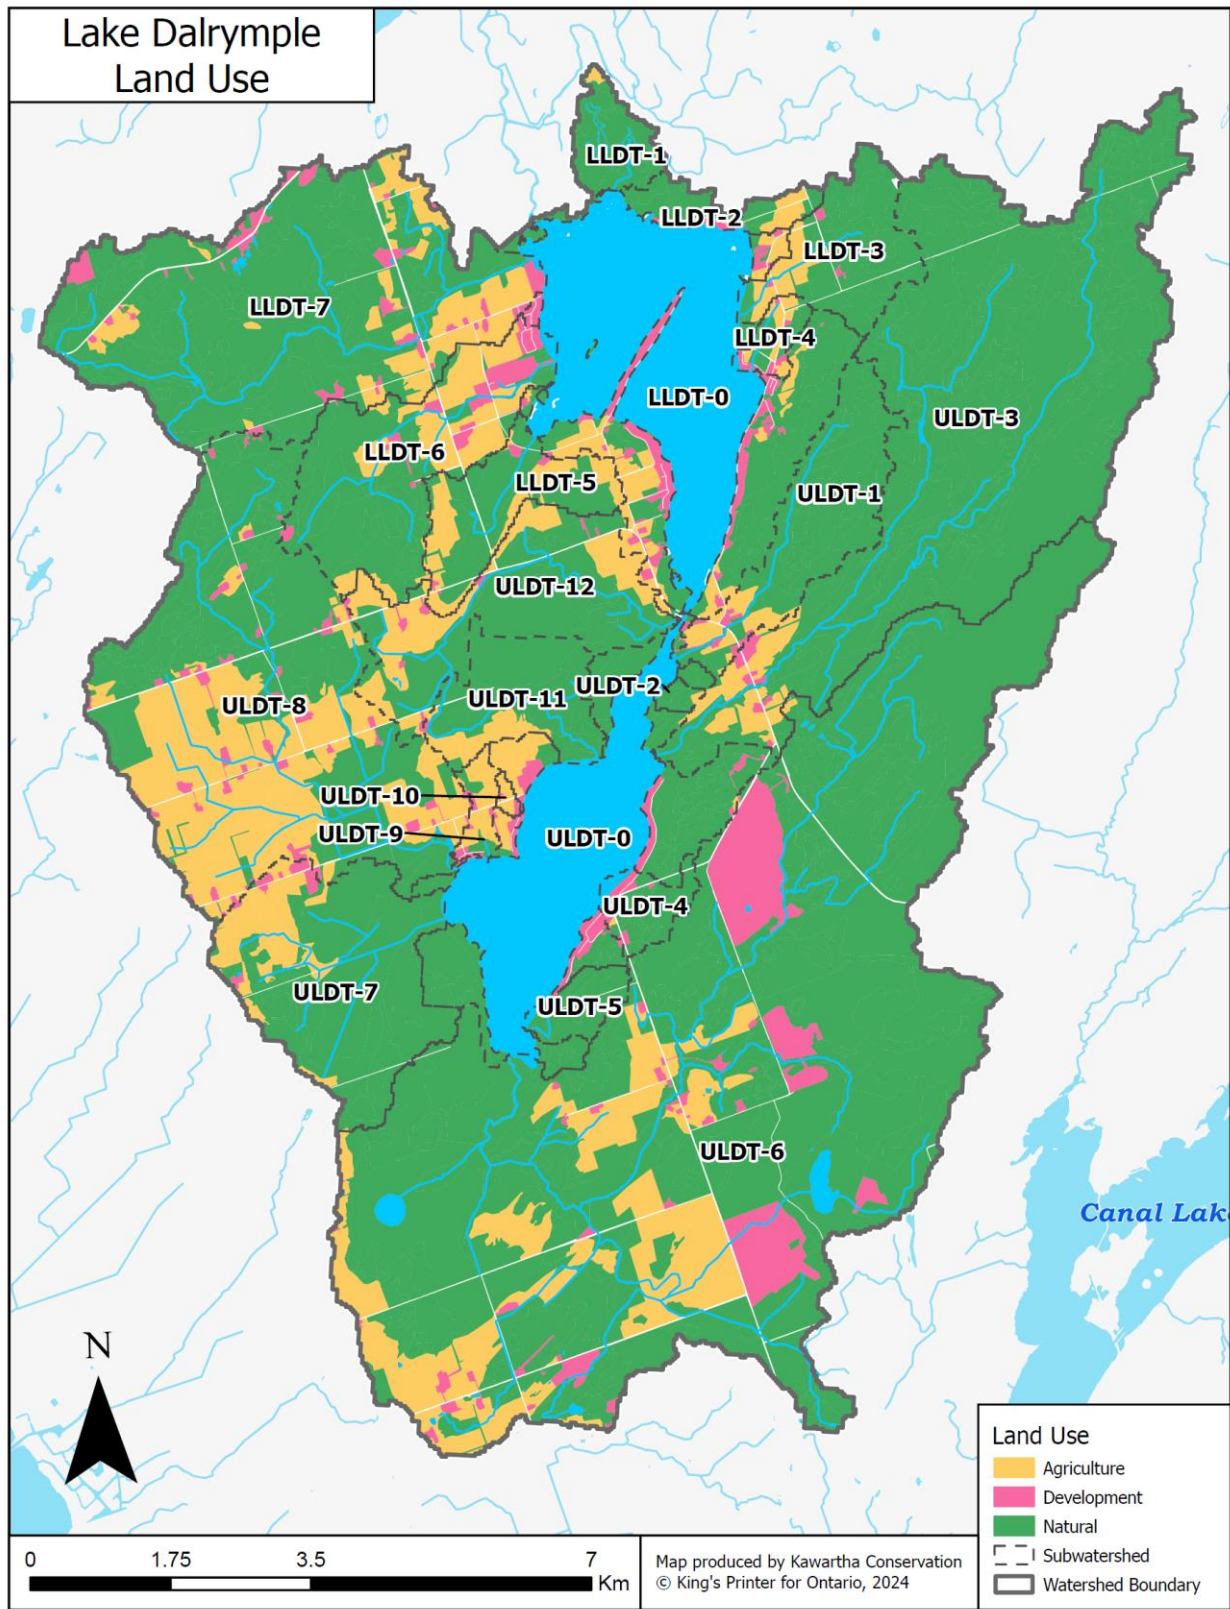 Lake Dalrymple
Land Use
LLDT-1
LLDT-2
LLDT-3
LLDT-7
LLDT-4
LLDT-0
ULDT-3
LLDT-6
LLDT-5
ULDT-1
ULDT-12
ULDT-2
ULDT-11
ULDT-8
ULDT-10
ULDT-9
ULDT-0
ULDT-4
ULDT-7
ULDT-5
ULDT-6
Canal Lake
N
Land Use
Agriculture
Development
Natural
Subwatershed
Watershed Boundary
0 1.75 3.5 7
Km
Map produced by Kawartha Conservation
© King's Printer for Ontario, 2024